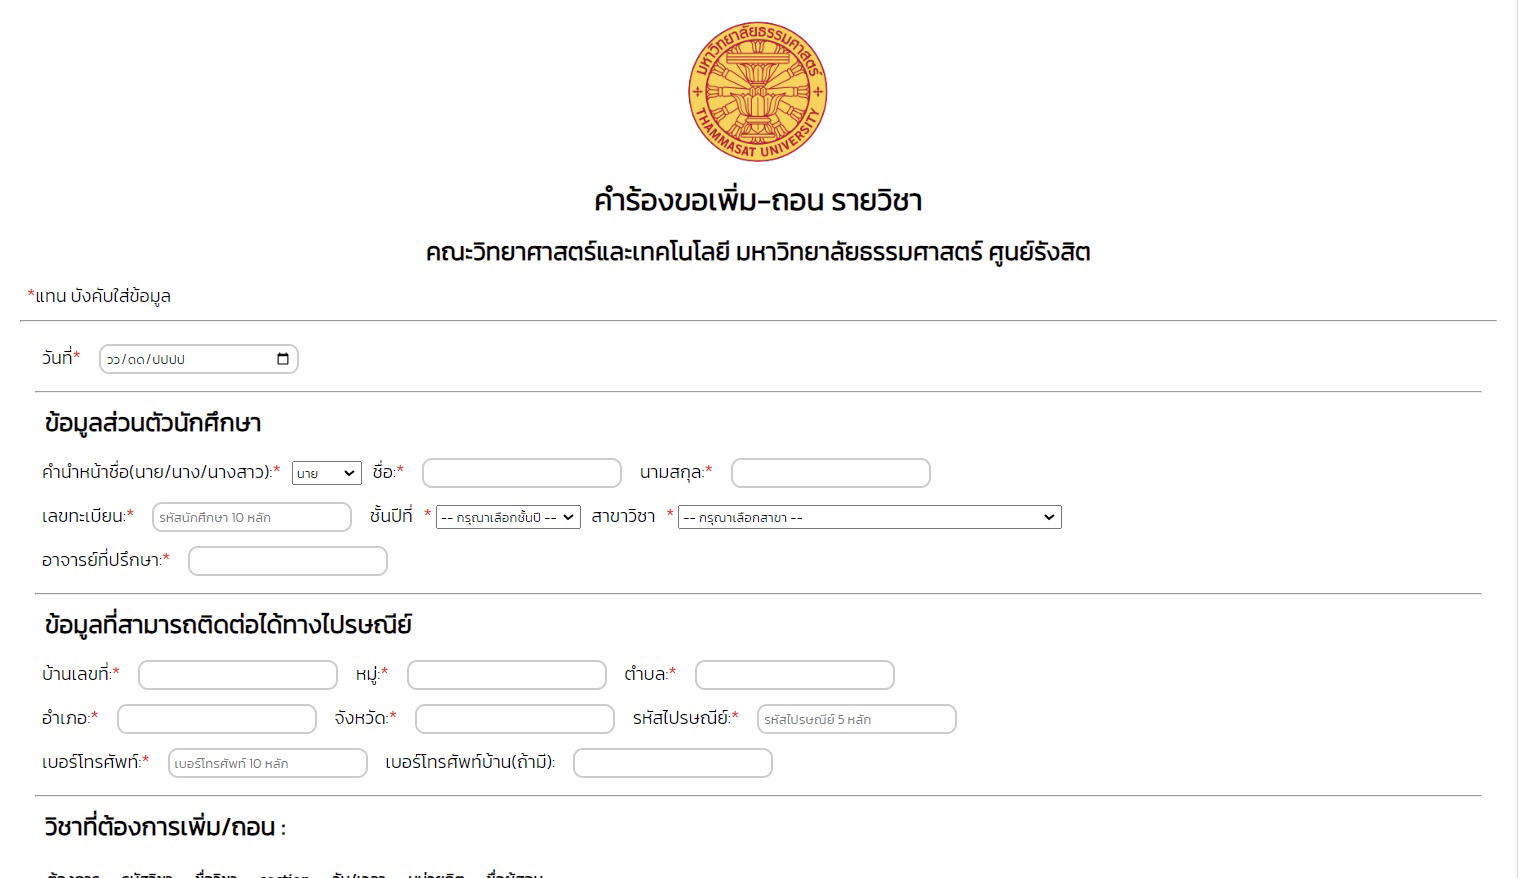 มหาวิทยาลัยธรรมศาสตร์
THAMMASAT UNIVERSITY
คำร้องขอเพิ่ม-ถอน รายวิชา
คณะวิทยาศาสตร์และเทคโนโลยี มหาวิทยาลัยธรรมศาสตร์ ศูนย์รังสิต
*แทน บังคับใส่ข้อมูล
วันที่* วว/ดด/ปปปป
ข้อมูลส่วนตัวนักศึกษา
คำนำหน้าชื่อ(นาย/นาง/นางสาว):* นาย ชื่อ:* นามสกุล:*
เลขทะเบียน:* รหัสนักศึกษา 10 หลัก ชั้นปีที่ * -- กรุณาเลือกชั้นปี -- สาขาวิชา * -- กรุณาเลือกสาขา --
อาจารย์ที่ปรึกษา:*
ข้อมูลที่สามารถติดต่อได้ทางไปรษณีย์
บ้านเลขที่:* หมู่:* ตำบล:*
อำเภอ:* จังหวัด:* รหัสไปรษณีย์:* รหัสไปรษณีย์ 5 หลัก
เบอร์โทรศัพท์:* เบอร์โทรศัพท์ 10 หลัก เบอร์โทรศัพท์บ้าน(ถ้ามี):
วิชาที่ต้องการเพิ่ม/ถอน :